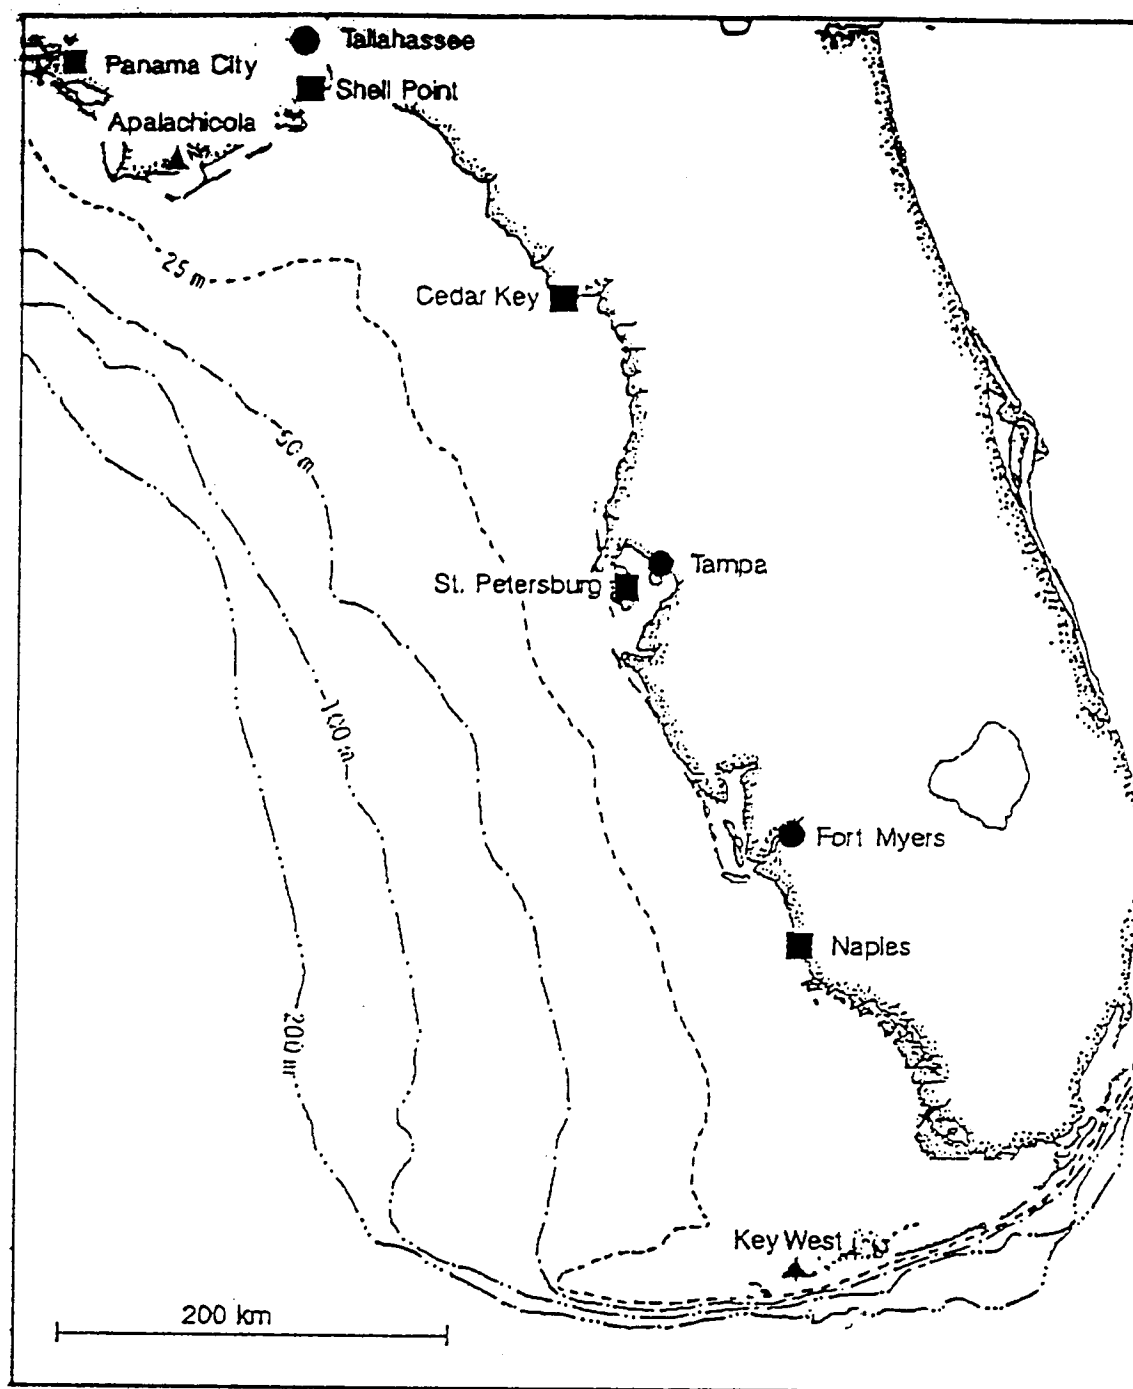 Tallahassee
Panama City
Shell Point
Apalachicola
25 m
Cedar Key
50 m
Tampa
St. Petersburg
100 m
Fort Myers
Naples
200 m
Key West
200 km